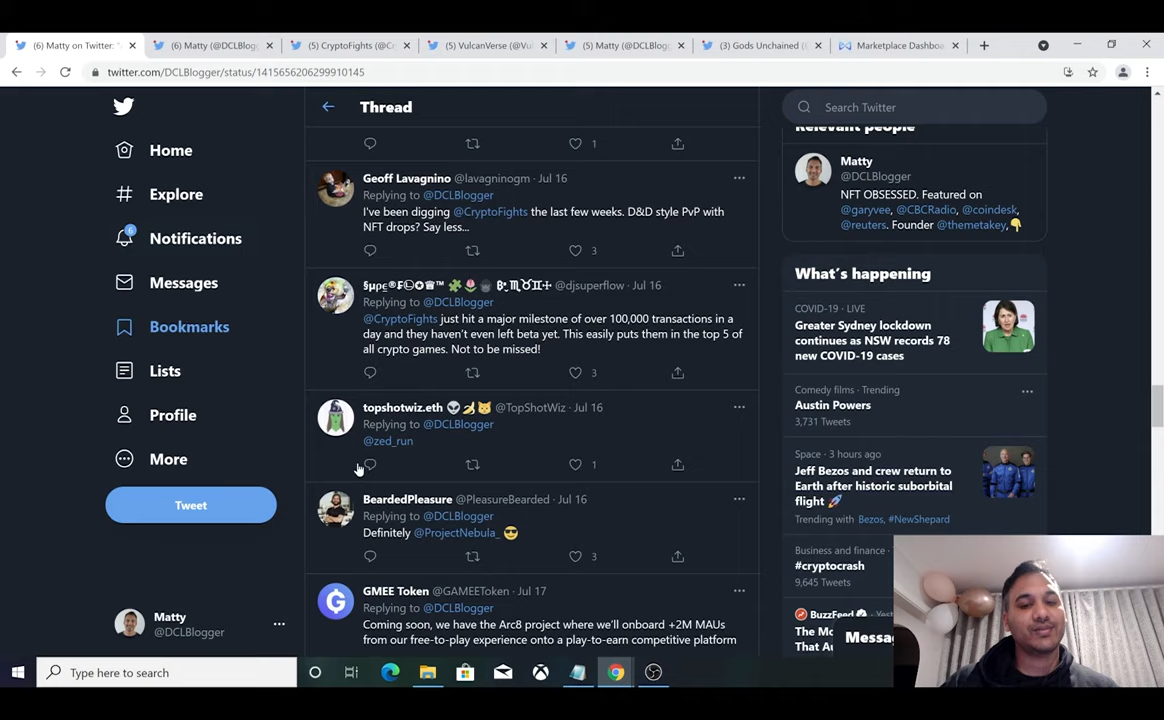 (6) Matty on Twitter: "
(6) Matty (@DCLBlogger)
(5) CryptoFights (@C
(5) VulcanVerse (@Vul
(5) Matty (@DCLBlogg
(3) Gods Unchained (
Marketplace Dashboa
twitter.com/DCLBlogger/status/1415656206299910145
Home
Explore
6
Notifications
Messages
Bookmarks
Lists
Profile
More
Tweet
Matty
@DCLBlogger
Thread
1
Geoff Lavagnino @lavagninogm · Jul 16
Replying to @DCLBlogger
I've been digging @CryptoFights the last few weeks. D&D style PvP with
NFT drops? Say less...
3
@djsuperflow · Jul 16
Replying to @DCLBlogger
@CryptoFights just hit a major milestone of over 100,000 transactions in a
day and they haven't even left beta yet. This easily puts them in the top 5 of
all crypto games. Not to be missed!
3
topshotwiz.eth 👽🍌🐱 @TopShotWiz · Jul 16
Replying to @DCLBlogger
@zed_run
1
BeardedPleasure @PleasureBearded · Jul 16
Replying to @DCLBlogger
Definitely @ProjectNebula_ 😎
3
GMEE Token @GAMEEToken · Jul 17
Replying to @DCLBlogger
Coming soon, we have the Arc8 project where we'll onboard +2M MAUs
from our free-to-play experience onto a play-to-earn competitive platform
Search Twitter
Relevant people
Matty
@DCLBlogger
NFT OBSESSED. Featured on
@garyvee, @CBCRadio, @coindesk,
@reuters. Founder @themetakey,👇
What's happening
COVID-19 · LIVE
Greater Sydney lockdown
continues as NSW records 78
new COVID-19 cases
Comedy films · Trending
Austin Powers
3,731 Tweets
Space · 3 hours ago
Jeff Bezos and crew return to
Earth after historic suborbital
flight 🚀
Trending with Bezos, #NewShepard
Business and finance ·
#cryptocrash
9,645 Tweets
BuzzFeed · Yest
The Mo
That Au
Messag
Type here to search